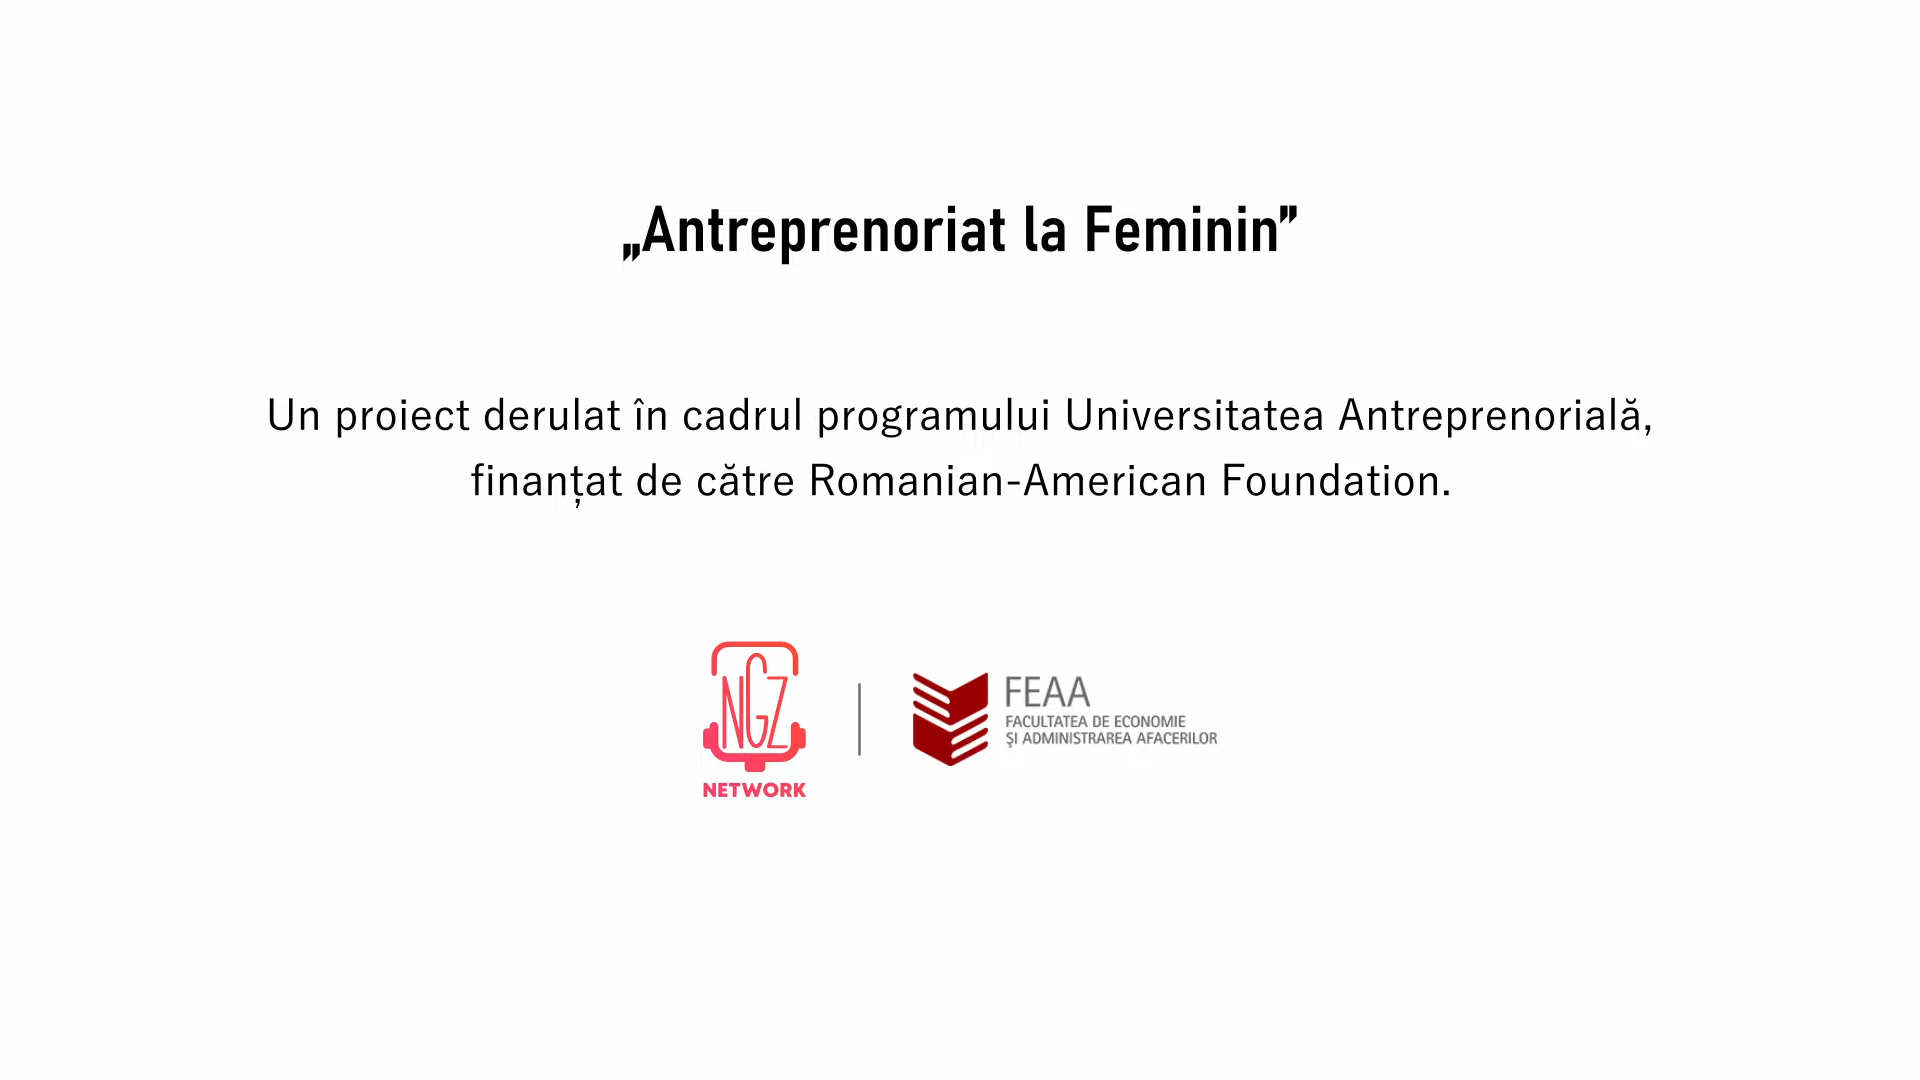 „Antreprenoriat la Feminin”
Un proiect derulat în cadrul programului Universitatea Antreprenorială,
finanțat de către Romanian-American Foundation.
NGZ
NETWORK
FEAA
FACULTATEA DE ECONOMIE
ȘI ADMINISTRAREA AFACERILOR